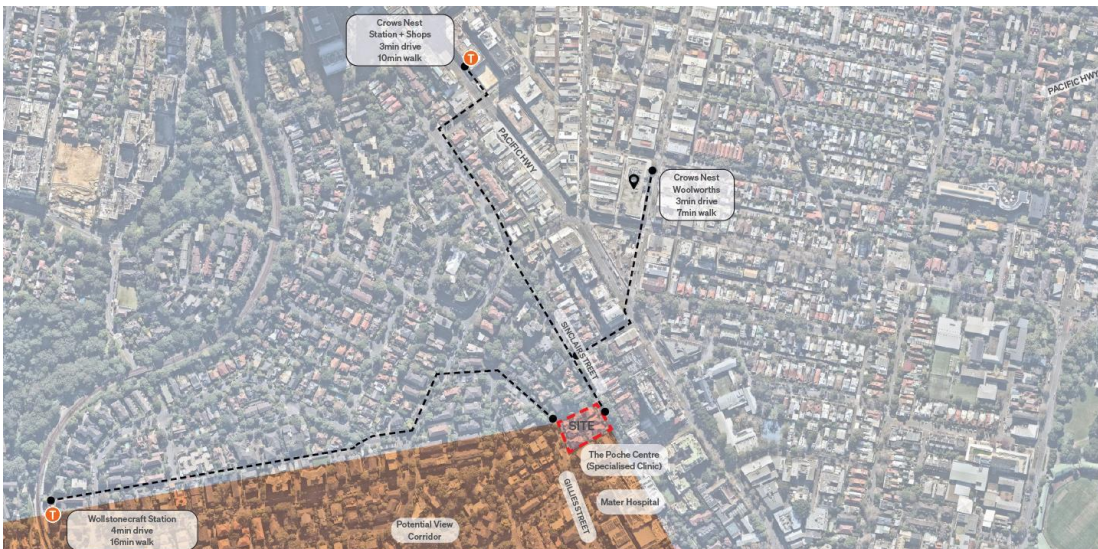 Crows Nest
Station + Shops
3min drive
10min walk
T
PACIFIC HWY
PACIFIC HWY
Crows Nest
Woolworths
3min drive
7min walk
SINCLAIR STREET
SITE
The Poche Centre
(Specialised Clinic)
GILLIES STREET
Mater Hospital
T
Wollstonecraft Station
4min drive
16min walk
Potential View
Corridor